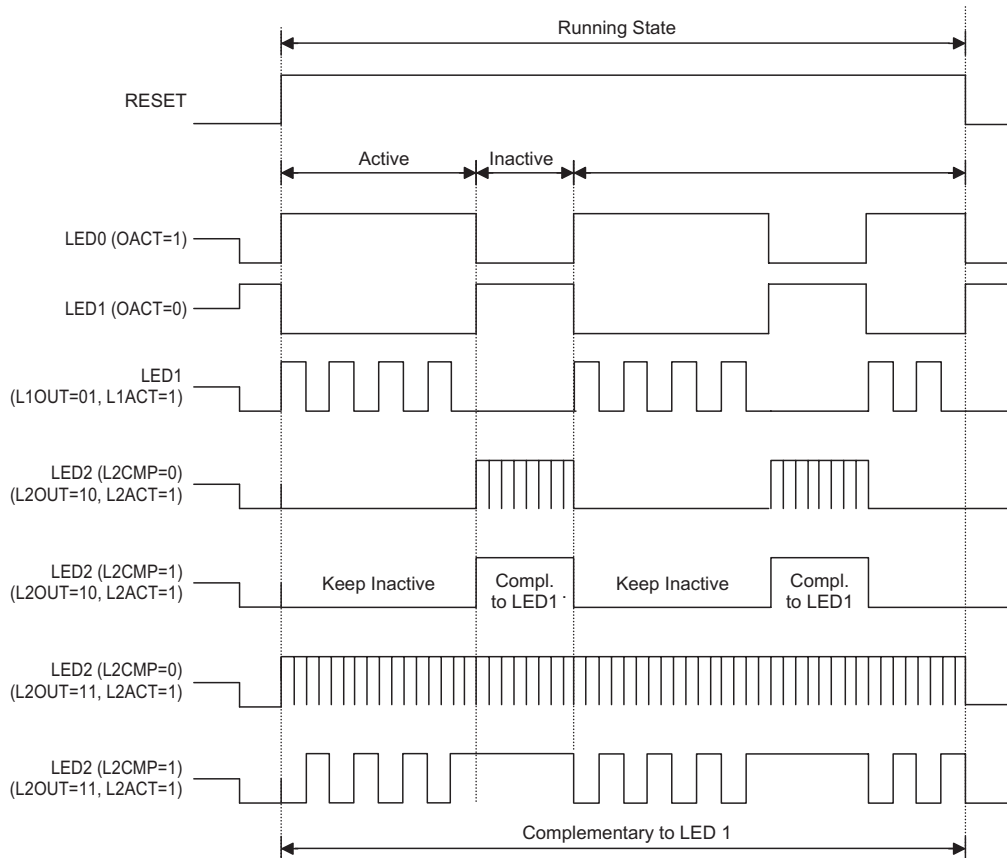 Running State
RESET
Active
Inactive
LED0 (OACT=1)
LED1 (OACT=0)
LED1
(L1OUT=01, L1ACT=1)
LED2 (L2CMP=0)
(L2OUT=10, L2ACT=1)
LED2 (L2CMP=1)
(L2OUT=10, L2ACT=1)
Keep Inactive
Compl.
to LED1
Keep Inactive
Compl.
to LED1
LED2 (L2CMP=0)
(L2OUT=11, L2ACT=1)
LED2 (L2CMP=1)
(L2OUT=11, L2ACT=1)
Complementary to LED 1